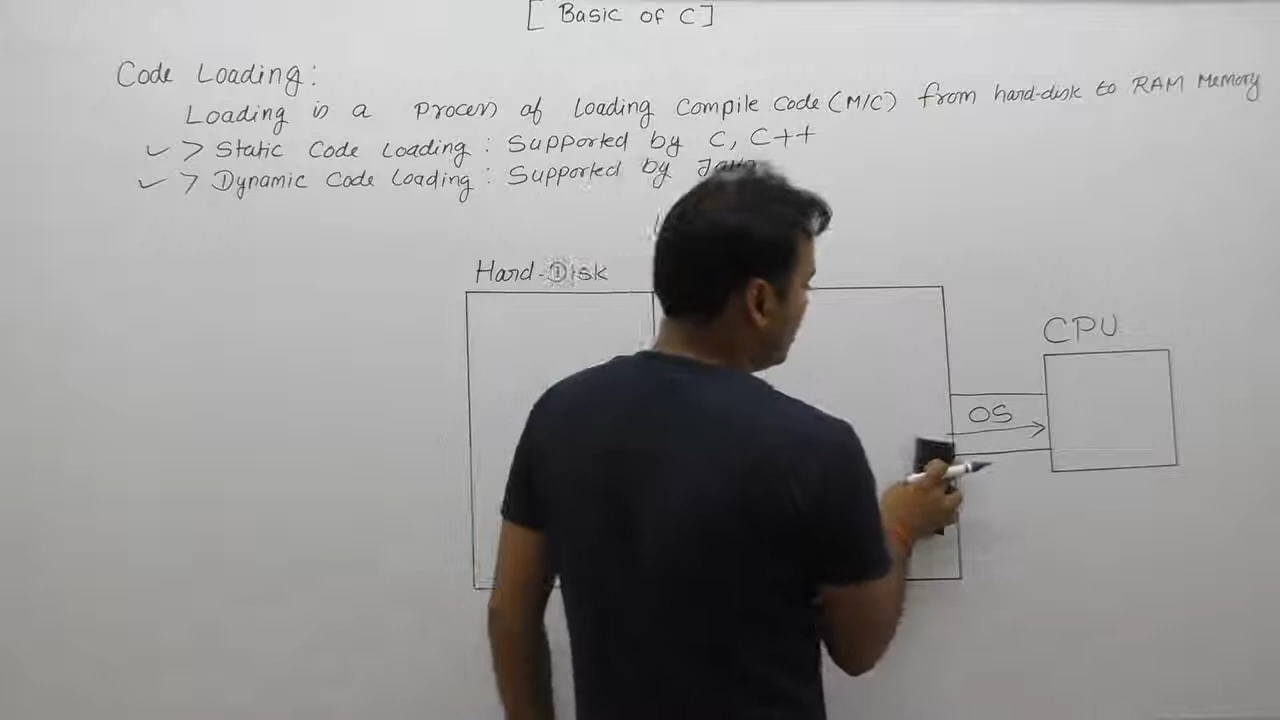 [ Basic of C ]
Code Loading:
Loading is a Process of Loading Compile Code (M/C) from hard-disk to RAM Memory
✓ > Static Code Loading : Supported by C, C++
✓ > Dynamic Code Loading : Supported by Java
Hard-Disk
CPU
OS